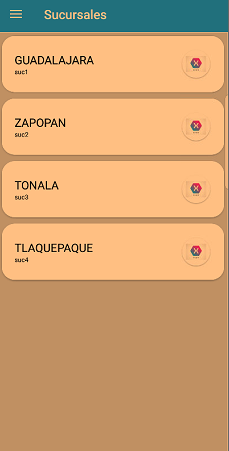 Sucursales
GUADALAJARA
suc1
ZAPOPAN
suc2
TONALA
suc3
TLAQUEPAQUE
suc4